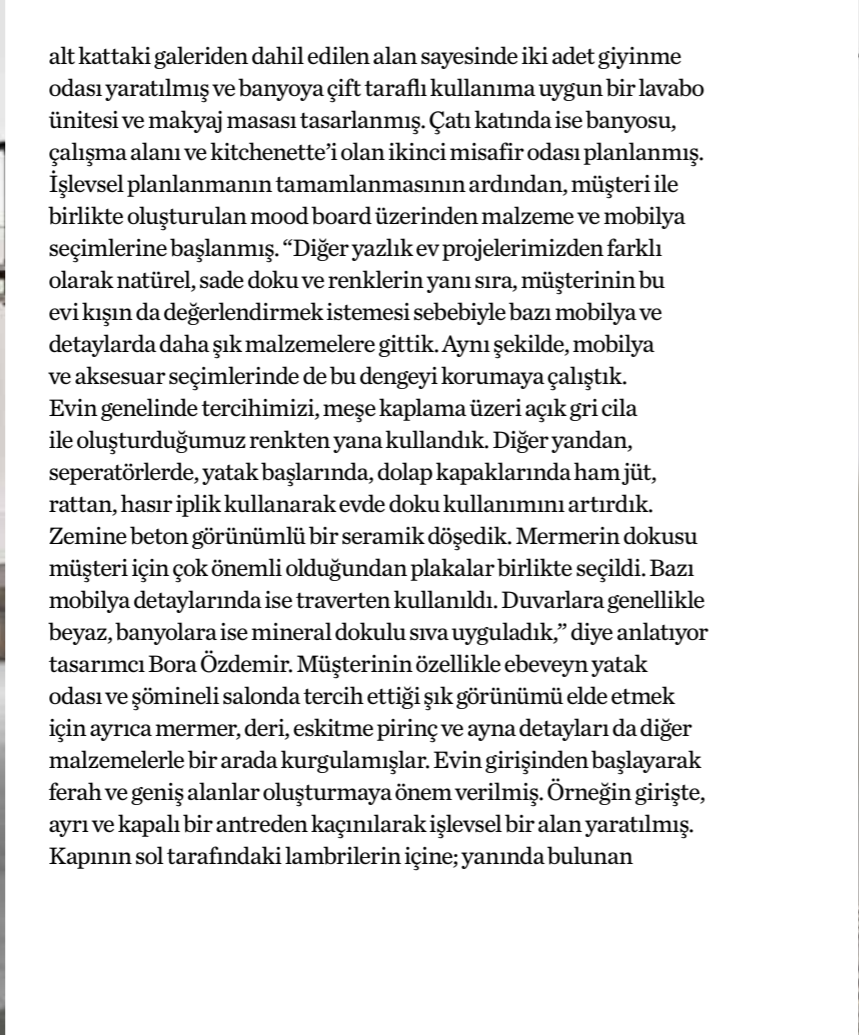 alt kattaki galeriden dahil edilen alan sayesinde iki adet giyinme
odası yaratılmış ve banyoya çift taraflı kullanıma uygun bir lavabo
ünitesi ve makyaj masası tasarlanmış. Çatı katında ise banyosu,
çalışma alanı ve kitchenette’i olan ikinci misafir odası planlanmış.
İşlevsel planlanmanın tamamlanmasının ardından, müşteri ile
birlikte oluşturulan mood board üzerinden malzeme ve mobilya
seçimlerine başlanmış. “Diğer yazlık ev projelerimizden farklı
olarak natürel, sade doku ve renklerin yanı sıra, müşterinin bu
evi kışın da değerlendirmek istemesi sebebiyle bazı mobilya ve
detaylarda daha şık malzemelere gittik. Aynı şekilde, mobilya
ve aksesuar seçimlerinde de bu dengeyi korumaya çalıştık.
Evin genelinde tercihimizi, meşe kaplama üzeri açık gri cila
ile oluşturduğumuz renkten yana kullandık. Diğer yandan,
seperatörlerde, yatak başlarında, dolap kapaklarında ham jüt,
rattan, hasır iplik kullanarak evde doku kullanımını artırdık.
Zemine beton görünümlü bir seramik döşedik. Mermerin dokusu
müşteri için çok önemli olduğundan plakalar birlikte seçildi. Bazı
mobilya detaylarında ise traverten kullanıldı. Duvarlara genellikle
beyaz, banyolara ise mineral dokulu sıva uyguladık,” diye anlatıyor
tasarımcı Bora Özdemir. Müşterinin özellikle ebeveyn yatak
odası ve şömineli salonda tercih ettiği şık görünümü elde etmek
için ayrıca mermer, deri, eskitme pirinç ve ayna detayları da diğer
malzemelerle bir arada kurgulamışlar. Evin girişinden başlayarak
ferah ve geniş alanlar oluşturmaya önem verilmiş. Örneğin girişte,
ayrı ve kapalı bir antreden kaçınılarak işlevsel bir alan yaratılmış.
Kapının sol tarafındaki lambrilerin içine; yanında bulunan